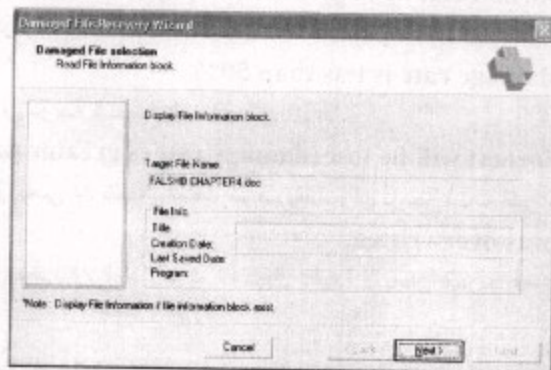 Damaged File Recovery Wizard
Damaged File selection
Read File Information block.
Display File Information block.
Target File Name:
FALSHID CHAPTER4.doc
File Info:
Title:
Creation Date:
Last Saved Date:
Program:
*Note : Display File Information if file information block exist.
Cancel
Next >